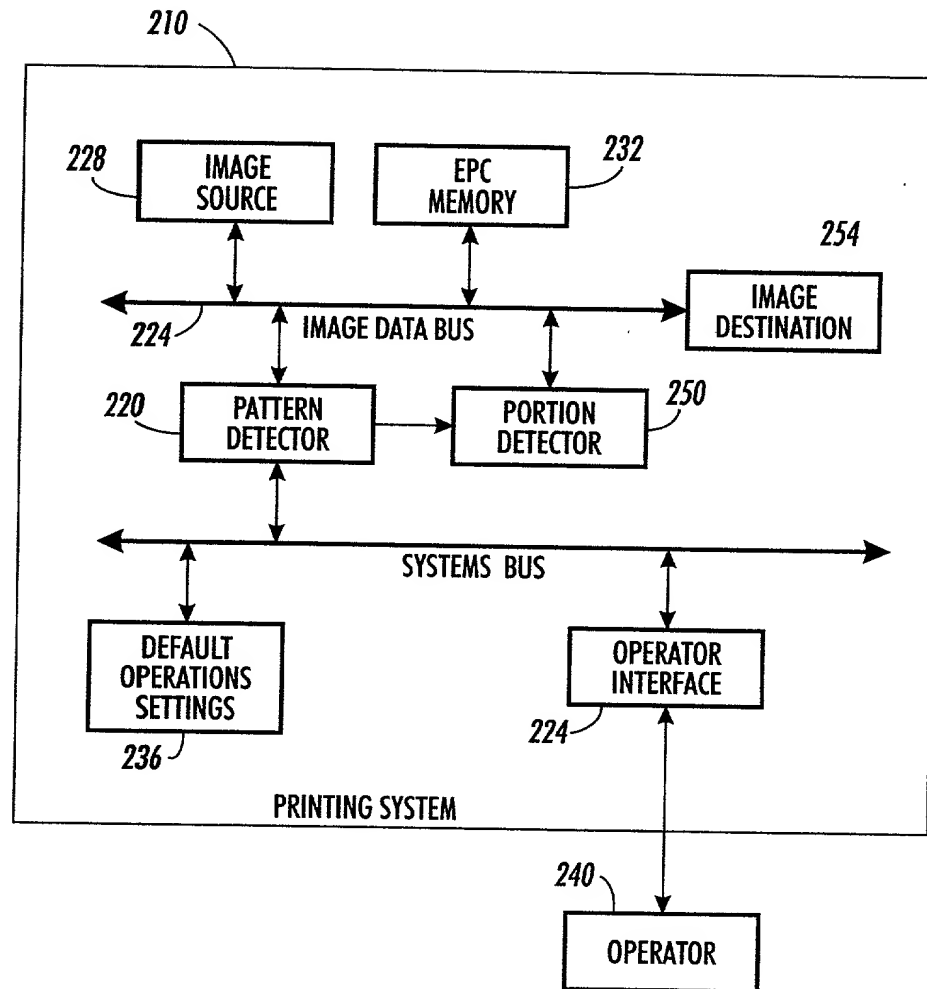 210
228
IMAGE
SOURCE
EPC
MEMORY
232
254
IMAGE
DESTINATION
224
IMAGE DATA BUS
220
PATTERN
DETECTOR
PORTION
DETECTOR
250
SYSTEMS BUS
DEFAULT
OPERATIONS
SETTINGS
236
OPERATOR
INTERFACE
224
PRINTING SYSTEM
240
OPERATOR